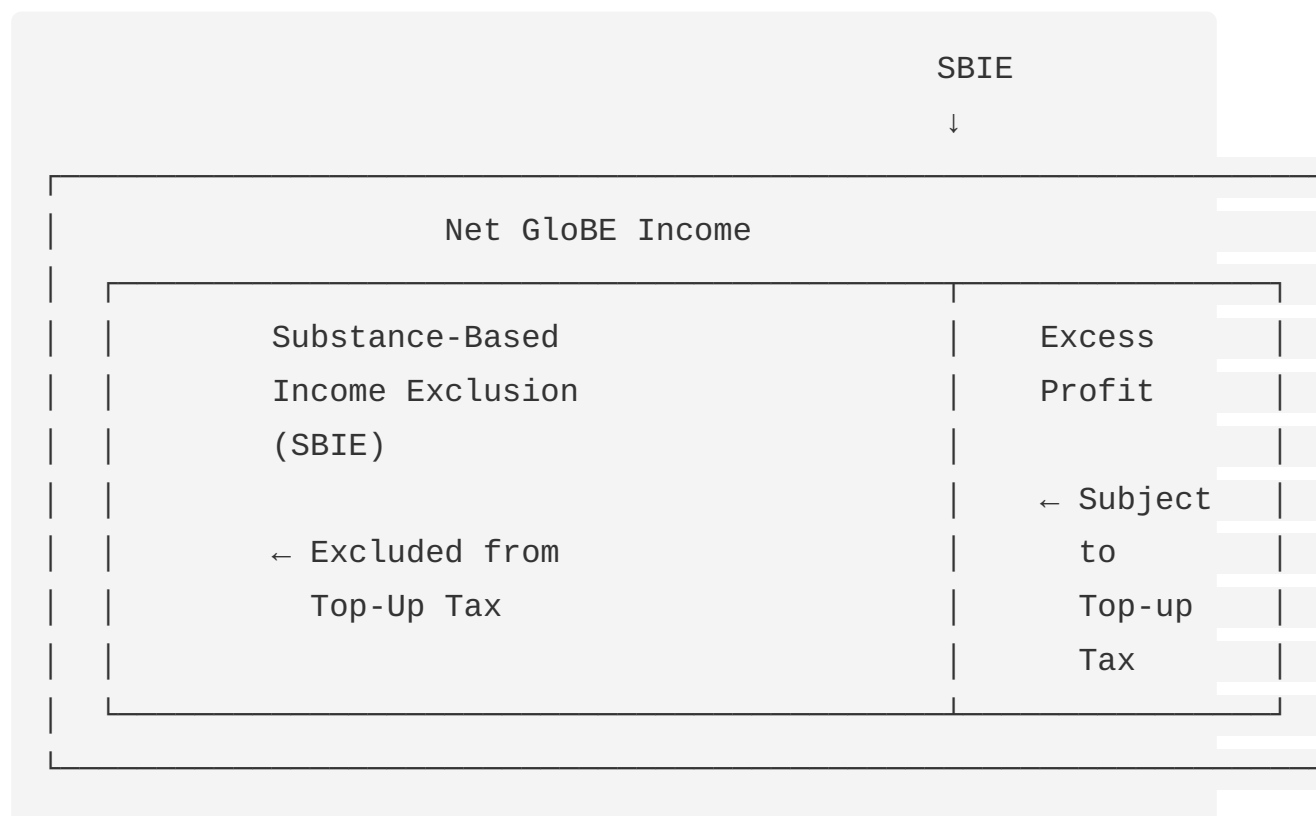 SBIE
↓
Net GloBE Income
Substance-Based
Income Exclusion
(SBIE)
← Excluded from
Top-Up Tax
Excess
Profit
← Subject
to
Top-up
Tax